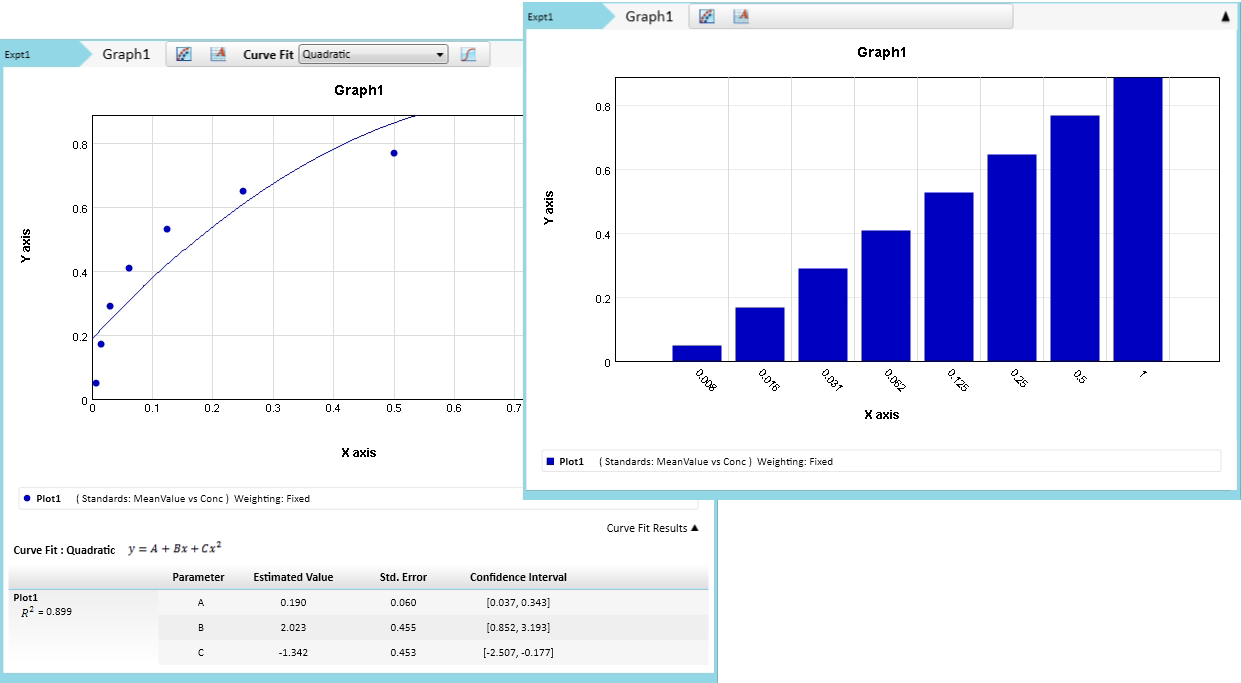 Expt1
Graph1
Curve Fit
Quadratic
Graph1
0.8
0.6
0.4
0.2
0
Y axis
0 0.1 0.2 0.3 0.4 0.5 0.6 0.7
X axis
Plot1 ( Standards: MeanValue vs Conc ) Weighting: Fixed
Curve Fit Results ▲
Curve Fit : Quadratic y = A + Bx + Cx²
Parameter Estimated Value Std. Error Confidence Interval
Plot1
R² = 0.899
A 0.190 0.060 [0.037, 0.343]
B 2.023 0.455 [0.852, 3.193]
C -1.342 0.453 [-2.507, -0.177]
Expt1
Graph1
Graph1
0.8
0.6
0.4
0.2
0
Y axis
0.008 0.016 0.031 0.062 0.125 0.25 0.5 1
X axis
Plot1 ( Standards: MeanValue vs Conc ) Weighting: Fixed